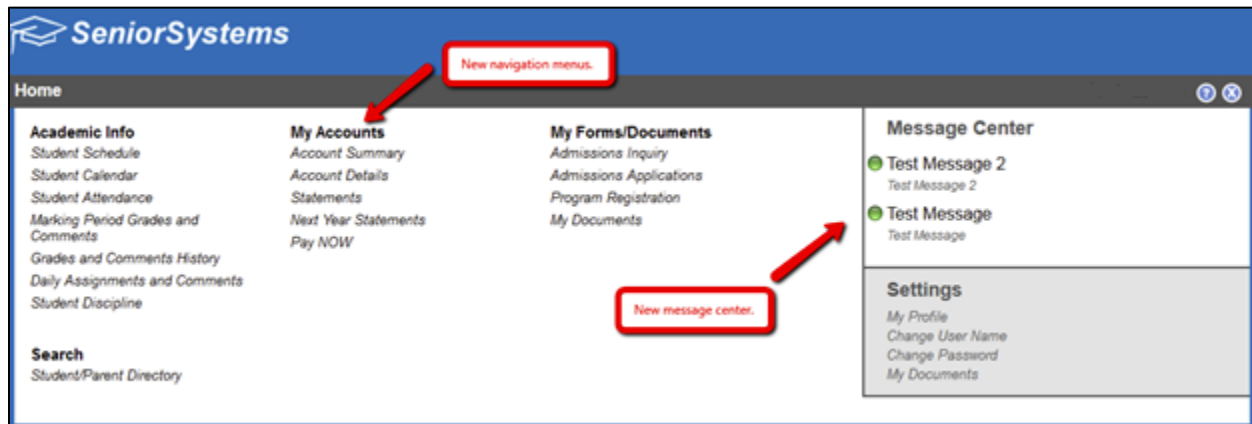 SeniorSystems
New navigation menus.
Home
Academic Info
Student Schedule
Student Calendar
Student Attendance
Marking Period Grades and
Comments
Grades and Comments History
Daily Assignments and Comments
Student Discipline
Search
Student/Parent Directory
My Accounts
Account Summary
Account Details
Statements
Next Year Statements
Pay NOW
My Forms/Documents
Admissions Inquiry
Admissions Applications
Program Registration
My Documents
New message center.
Message Center
Test Message 2
Test Message 2
Test Message
Test Message
Settings
My Profile
Change User Name
Change Password
My Documents